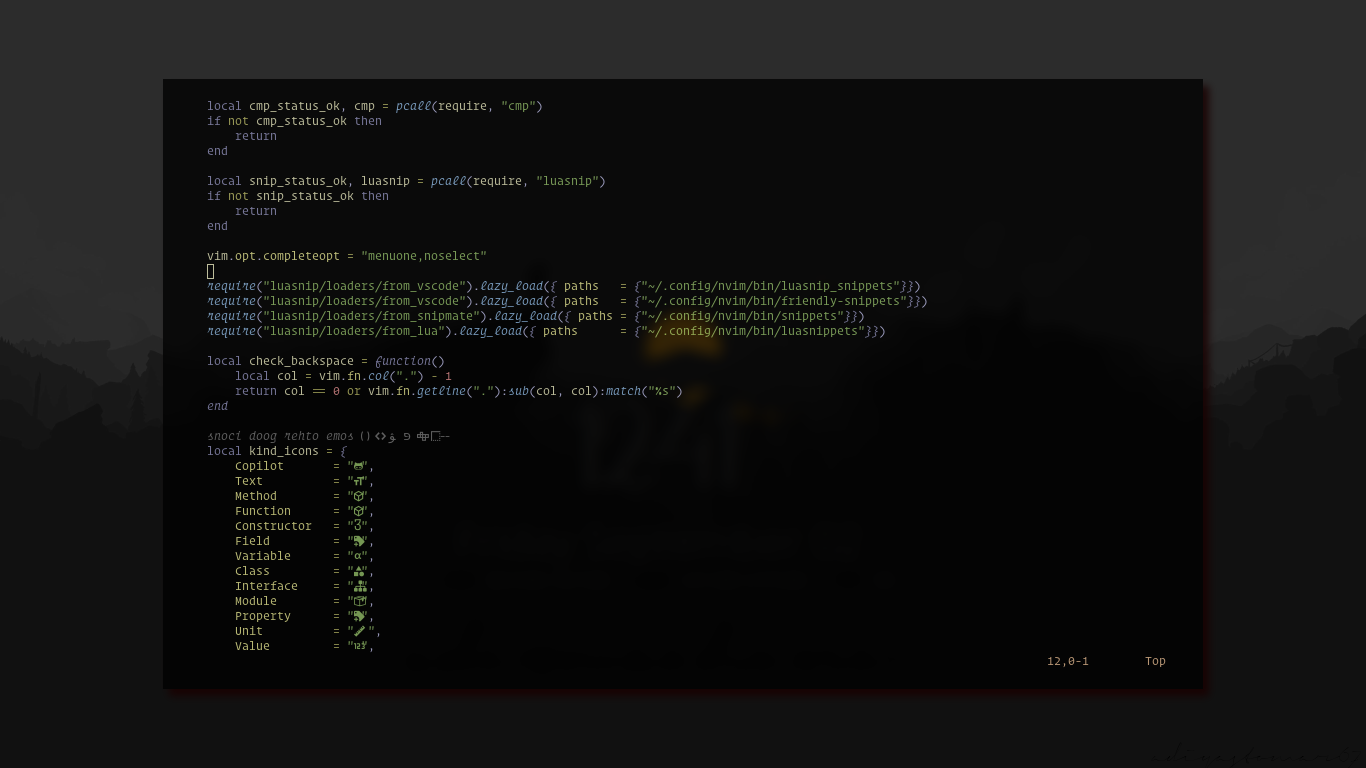 local cmp_status_ok, cmp = pcall(require, "cmp")
if not cmp_status_ok then
    return
end

local snip_status_ok, luasnip = pcall(require, "luasnip")
if not snip_status_ok then
    return
end

vim.opt.completeopt = "menuone,noselect"

require("luasnip/loaders/from_vscode").lazy_load({ paths   = {"~/.config/nvim/bin/luasnip_snippets"}})
require("luasnip/loaders/from_vscode").lazy_load({ paths   = {"~/.config/nvim/bin/friendly-snippets"}})
require("luasnip/loaders/from_snipmate").lazy_load({ paths = {"~/.config/nvim/bin/snippets"}})
require("luasnip/loaders/from_lua").lazy_load({ paths      = {"~/.config/nvim/bin/luasnippets"}})

local check_backspace = function()
    local col = vim.fn.col(".") - 1
    return col == 0 or vim.fn.getline("."):sub(col, col):match("%s")
end

snoci doog rehto emos () <> --
local kind_icons = {
    Copilot       = "",
    Text          = "",
    Method        = "",
    Function      = "",
    Constructor   = "",
    Field         = "",
    Variable      = "α",
    Class         = "",
    Interface     = "",
    Module        = "",
    Property      = "",
    Unit          = " ",
    Value         = "123",
12,0-1        Top